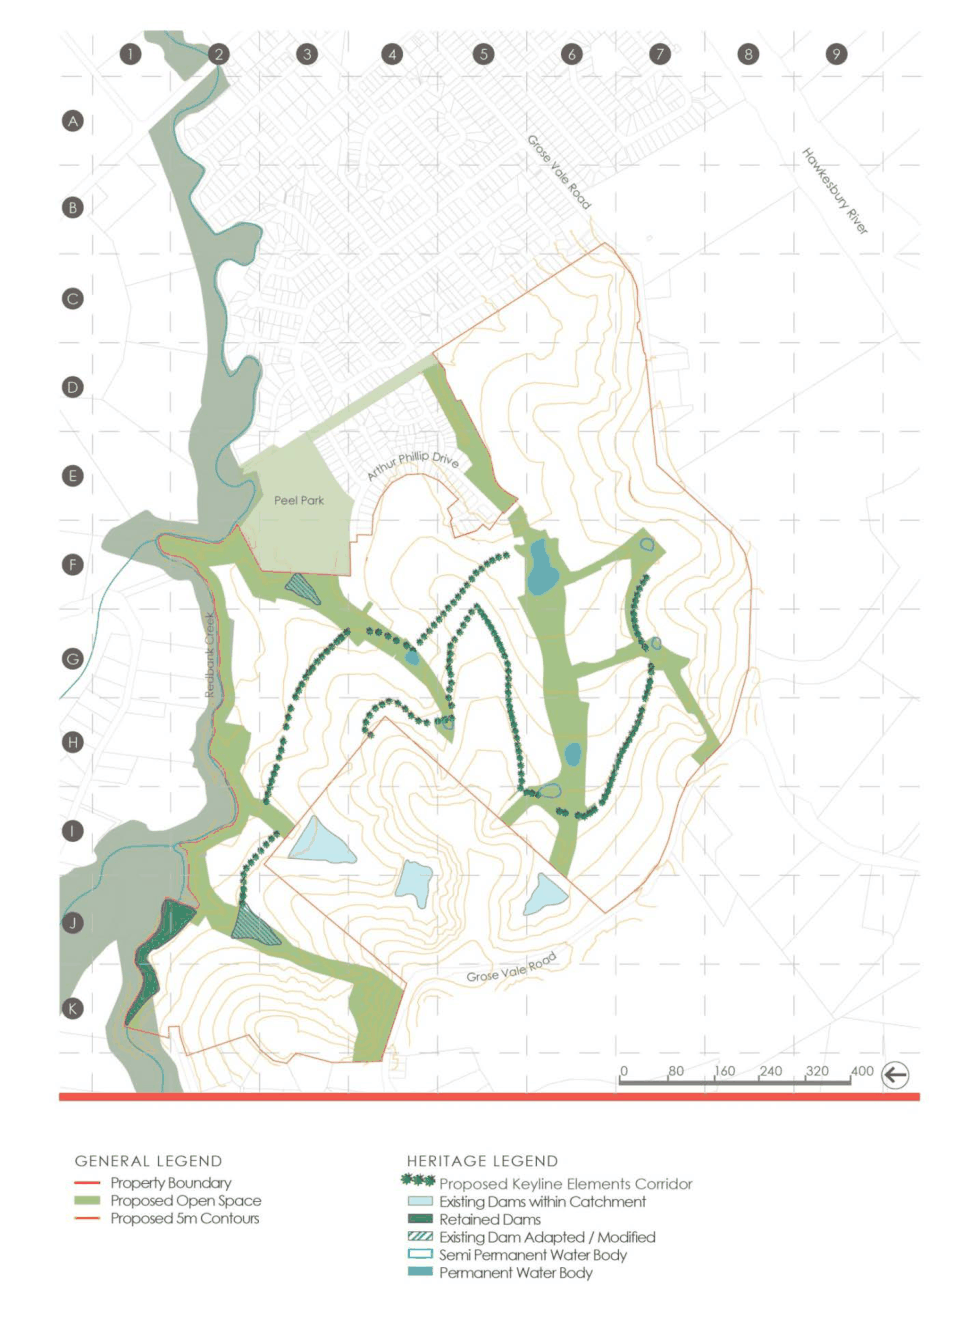 1 2 3 4 5 6 7 8 9
A
Grose Vale Road
Hawkesbury River
B
C
D
Arthur Phillip Drive
E
Peel Park
F
Redbank Creek
G
H
I
J
Grose Vale Road
K
0 80 160 240 320 400
GENERAL LEGEND
Property Boundary
Proposed Open Space
Proposed 5m Contours
HERITAGE LEGEND
Proposed Keyline Elements Corridor
Existing Dams within Catchment
Retained Dams
Existing Dam Adapted / Modified
Semi Permanent Water Body
Permanent Water Body